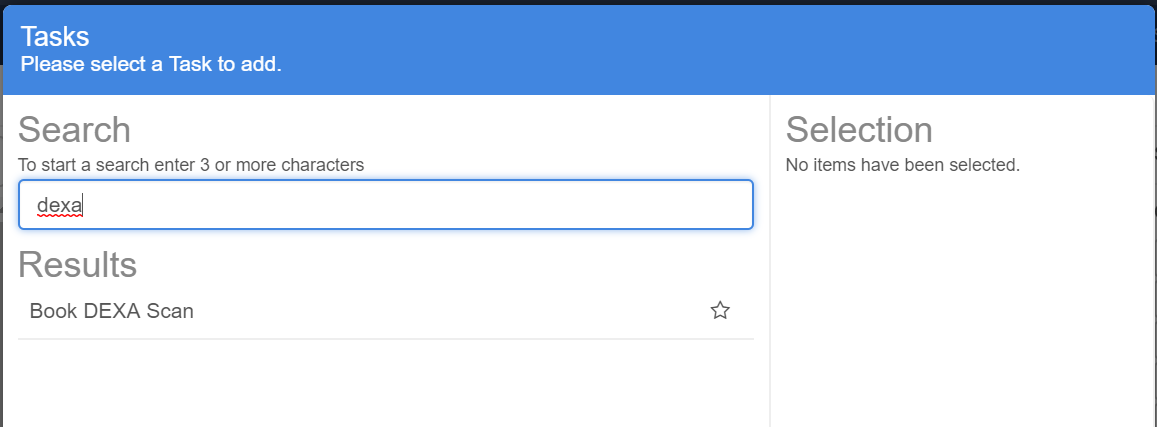 Tasks
Please select a Task to add.
Search
To start a search enter 3 or more characters
dexa
Results
Book DEXA Scan
Selection
No items have been selected.